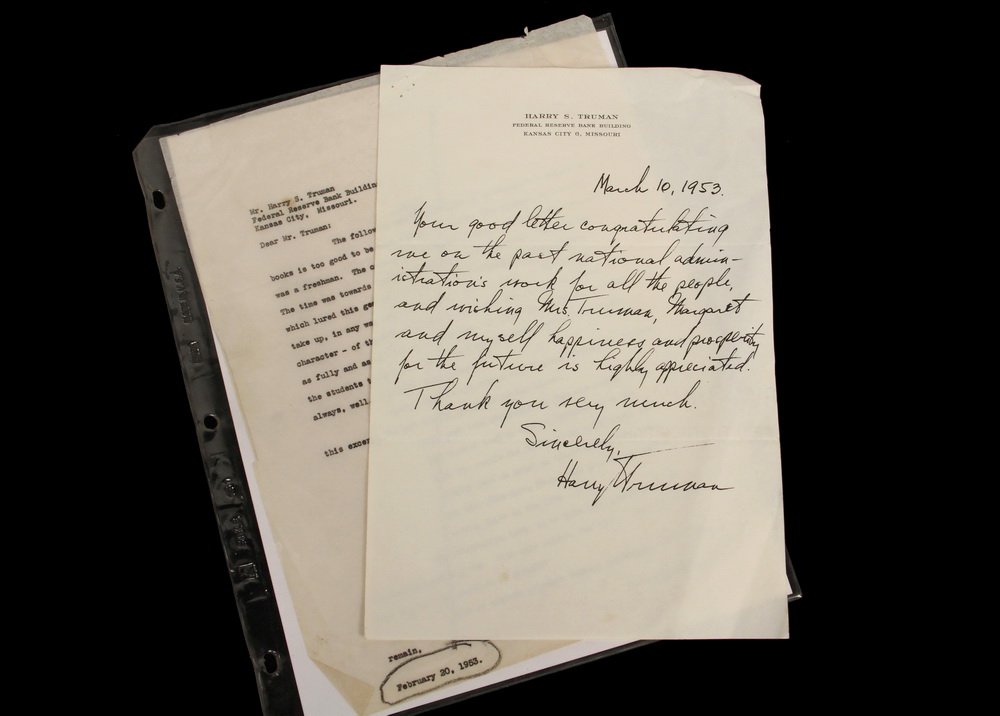 HARRY S. TRUMAN
FEDERAL RESERVE BANK BUILDING
KANSAS CITY 6, MISSOURI
March 10, 1953.
Your good letter congratulating
me on the past national admin-
istration's work for all the people,
and wishing Mrs. Truman, Margaret
and myself happiness and prosperity
for the future is highly appreciated.
Thank you very much.
Sincerely,
Harry Truman
Mr. Harry S. Truman
Federal Reserve Bank Building
Kansas City, Missouri.
Dear Mr. Truman:
The follow
books is too good to be
was a freshman. The
The time was towards
which lured this
take up, in any
character - of
as fully and as
the students
always, well
this
remain,
February 20, 1953.